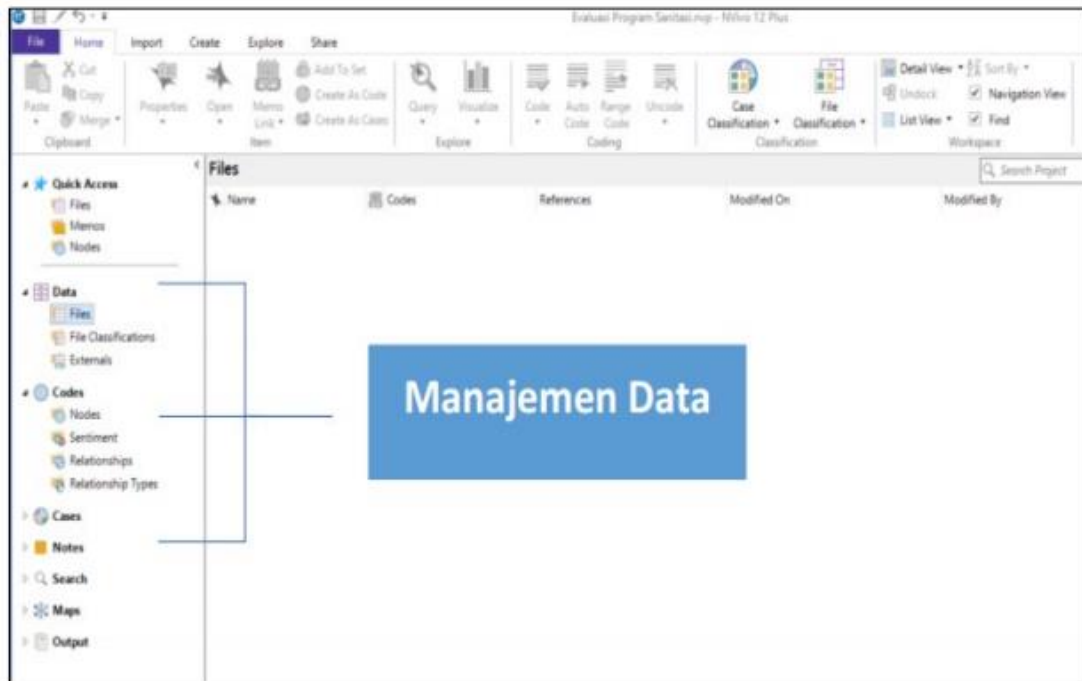 Evaluasi Program Sanitasi.nvp - NVivo 12 Plus
File Home Import Create Explore Share
Paste
Cut
Copy
Merge
Clipboard
Properties
Open
Memo Link
Add To Set
Create As Code
Create As Cases
Item
Query
Visualize
Explore
Code
Auto Code
Range Code
Uncode
Coding
Case Classification
File Classification
Classification
Detail View
Sort By
Undock
Navigation View
List View
Find
Workspace
Quick Access
Files
Memos
Nodes
Data
Files
File Classifications
Externals
Codes
Nodes
Sentiment
Relationships
Relationship Types
Cases
Notes
Search
Maps
Output
Files
Search Project
Name Codes References Modified On Modified By
Manajemen Data